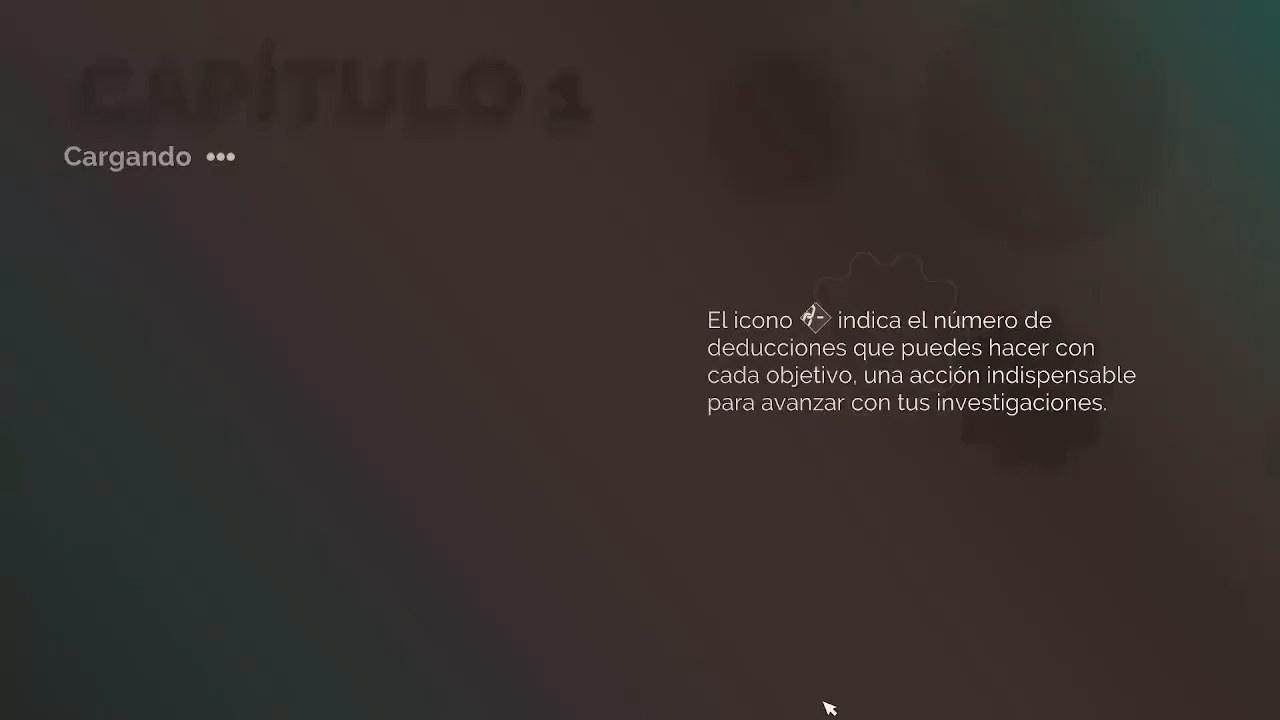 CAPÍTULO 1
Cargando •••
El icono indica el número de
deducciones que puedes hacer con
cada objetivo, una acción indispensable
para avanzar con tus investigaciones.